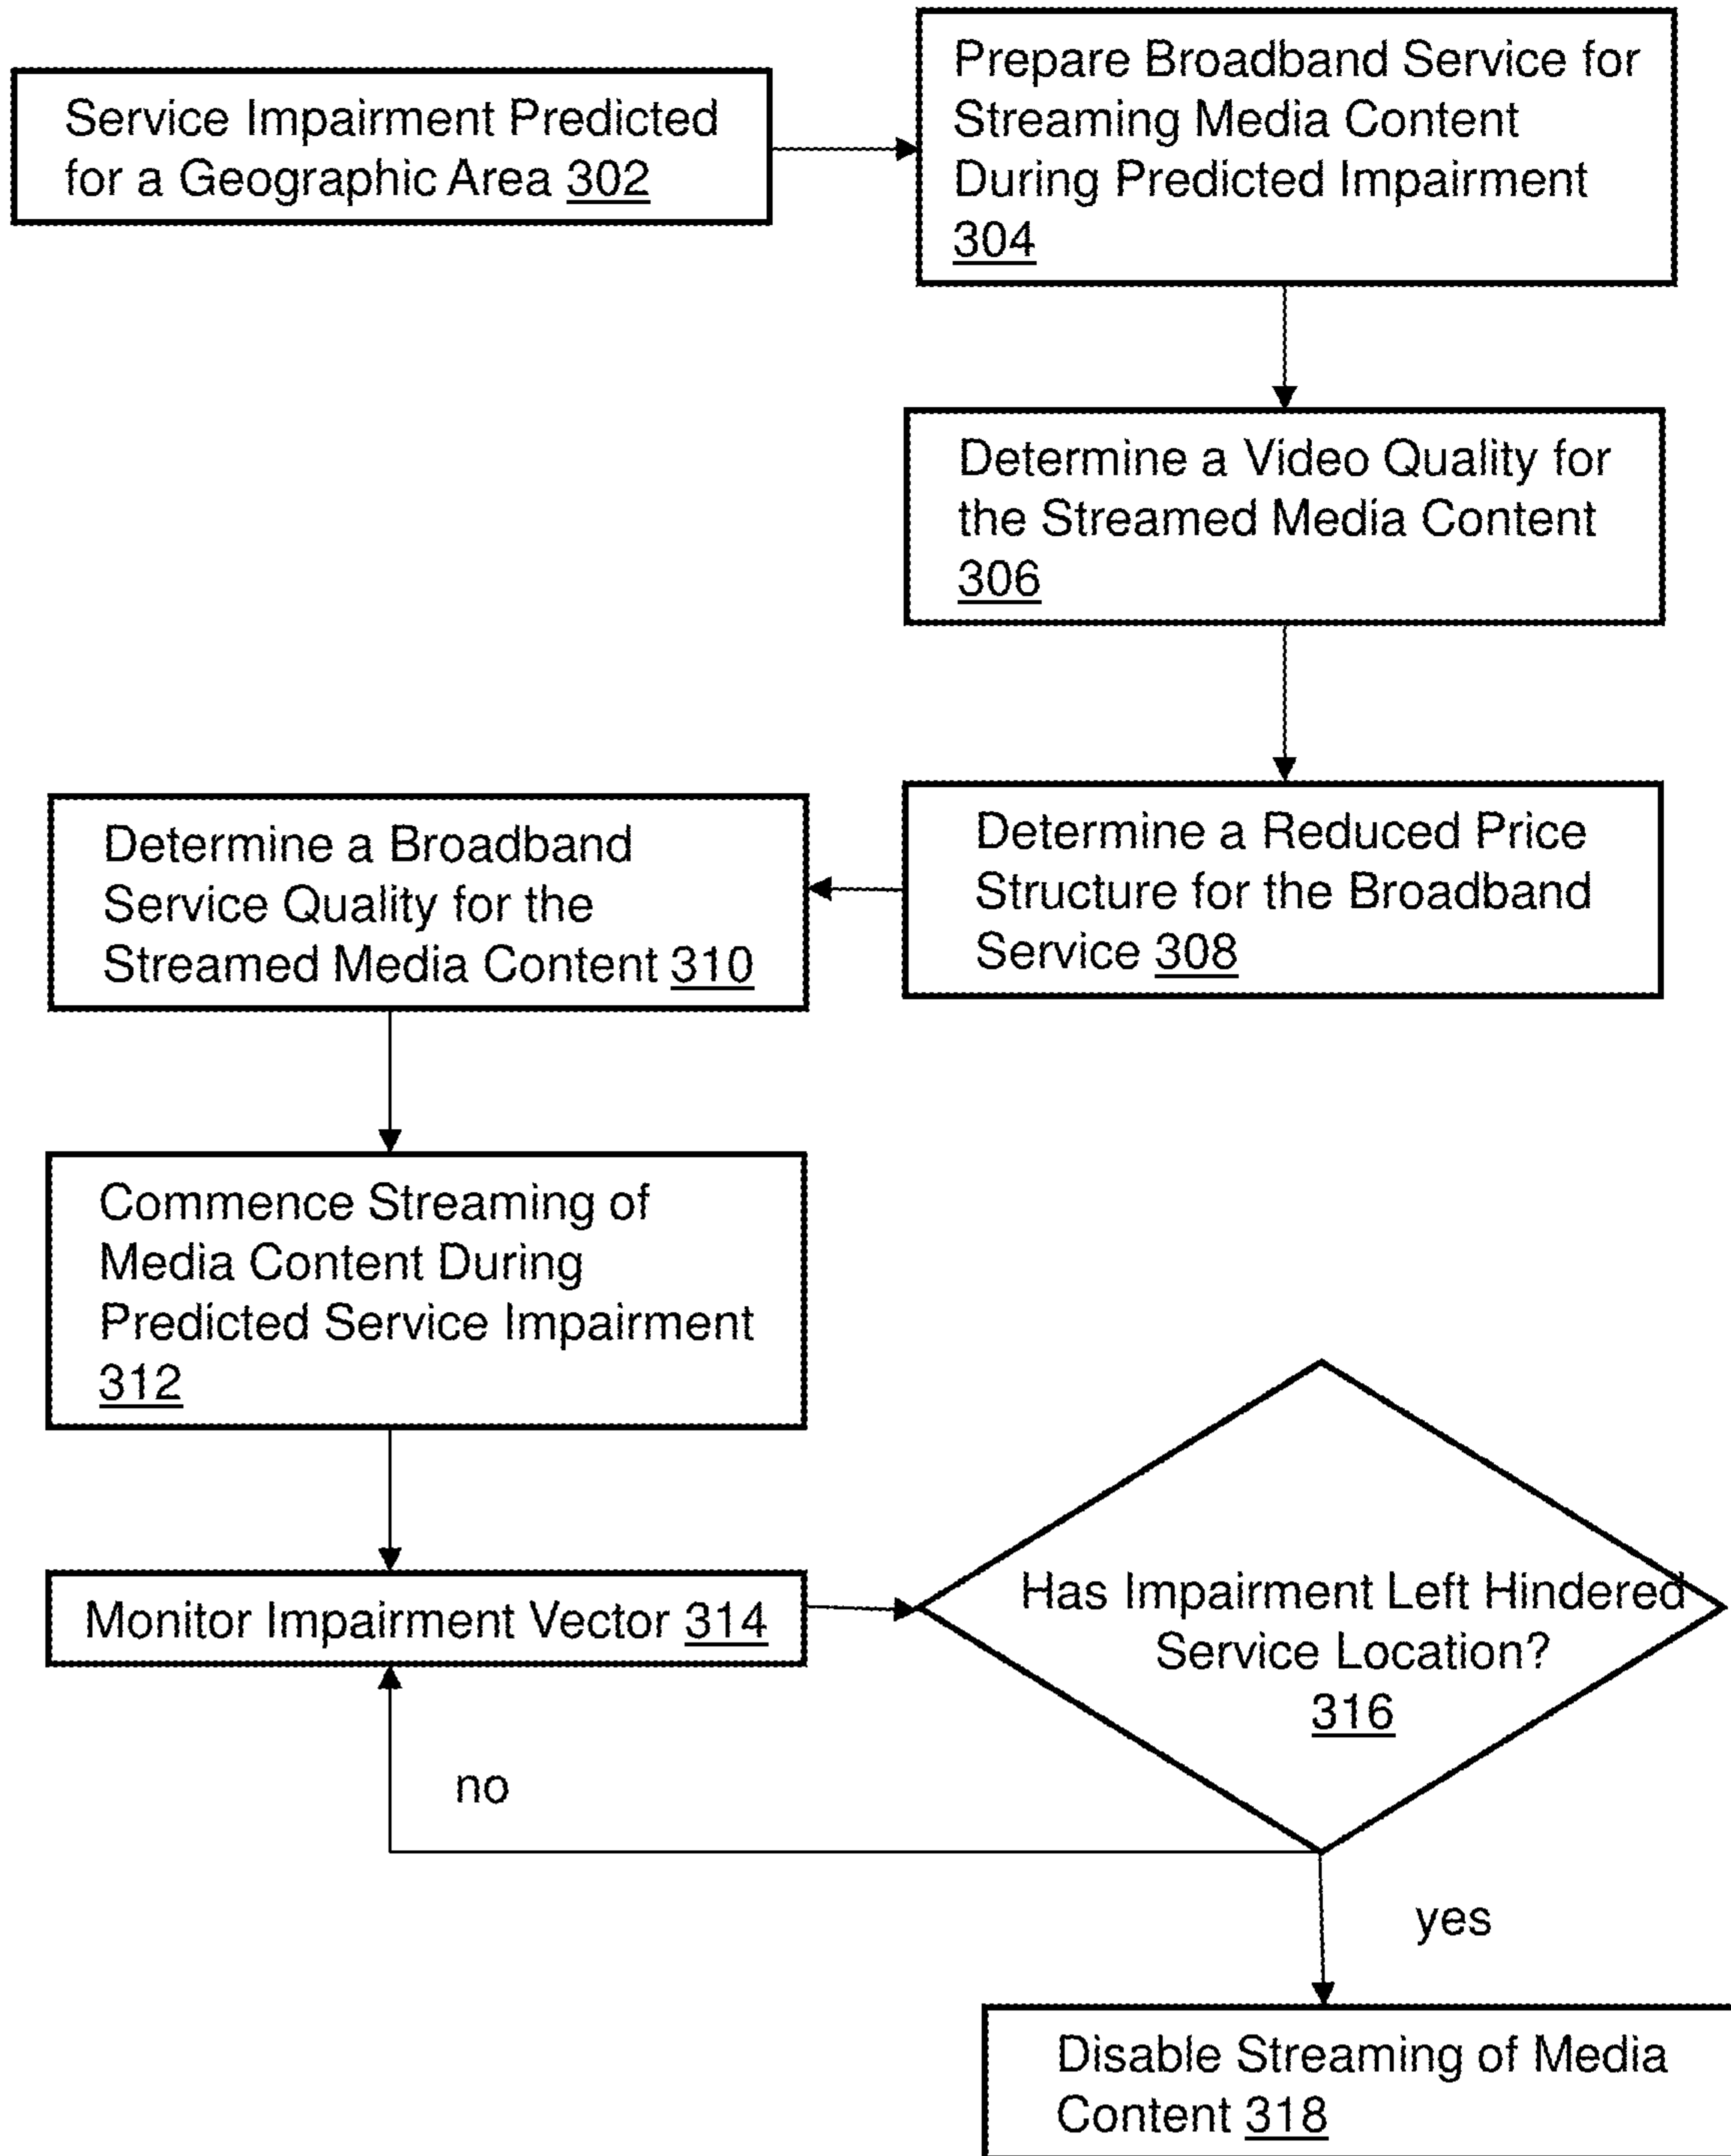 Service Impairment Predicted
for a Geographic Area 302
Prepare Broadband Service for
Streaming Media Content
During Predicted Impairment
304
Determine a Video Quality for
the Streamed Media Content
306
Determine a Reduced Price
Structure for the Broadband
Service 308
Determine a Broadband
Service Quality for the
Streamed Media Content 310
Commence Streaming of
Media Content During
Predicted Service Impairment
312
Monitor Impairment Vector 314
Has Impairment Left Hindered
Service Location?
316
no
yes
Disable Streaming of Media
Content 318